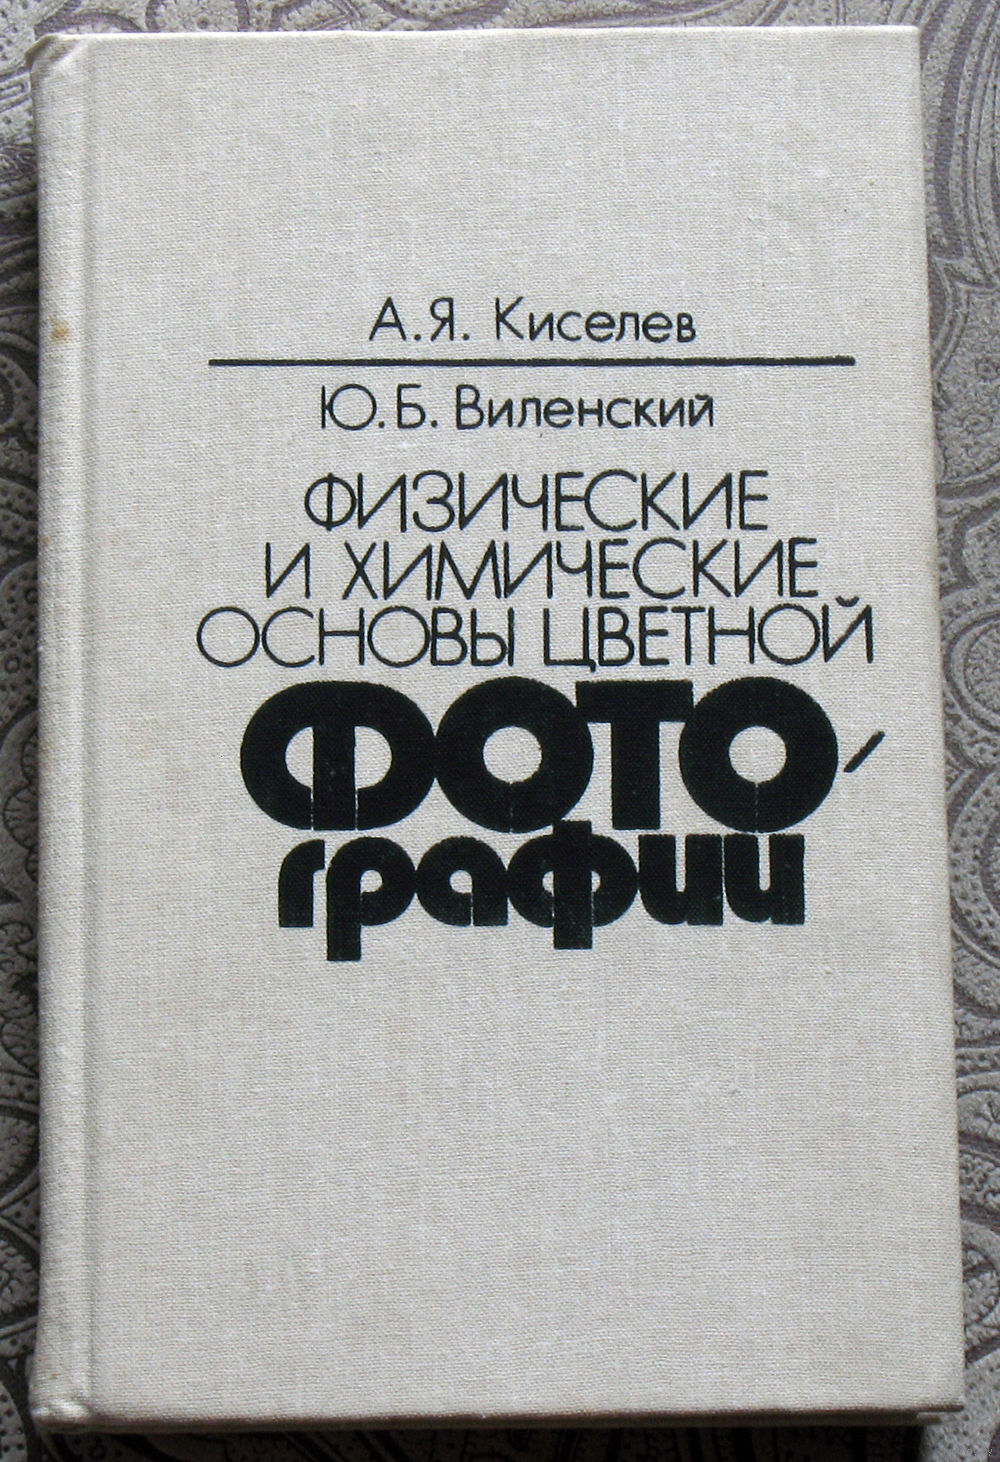 А.Я. Киселев
Ю.Б. Виленский
ФИЗИЧЕСКИЕ
И ХИМИЧЕСКИЕ
ОСНОВЫ ЦВЕТНОЙ
ФОТО-
графии